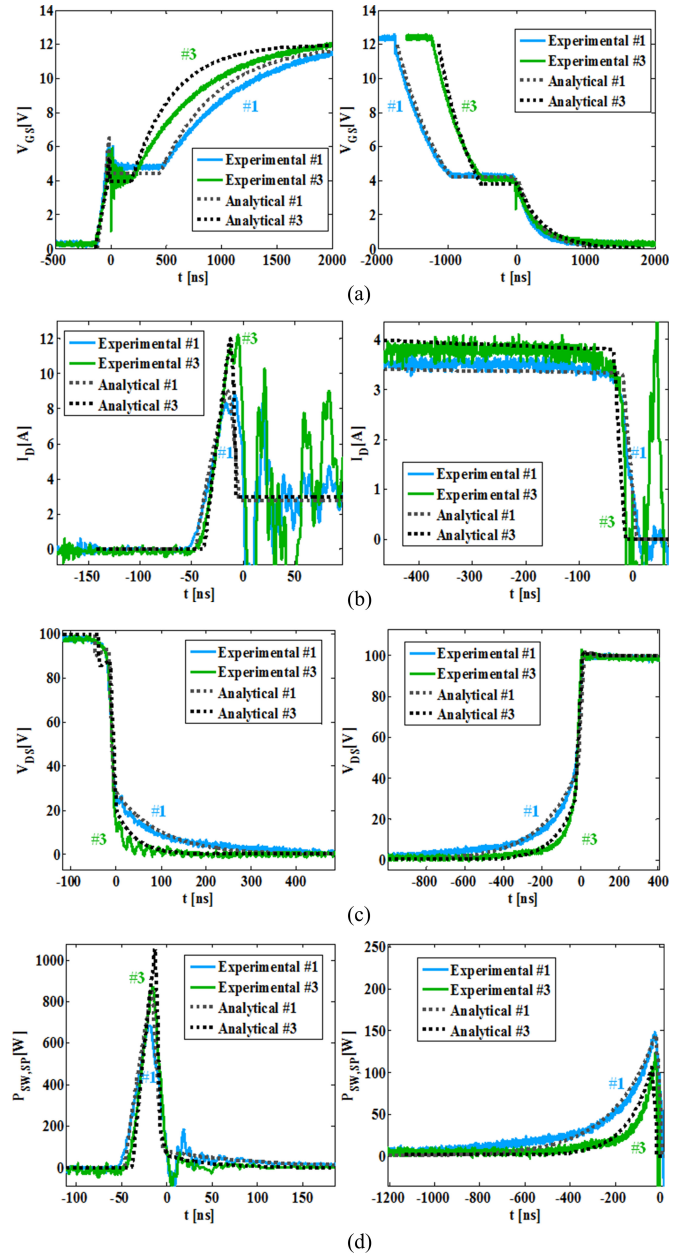 14
12
10
8
6
4
2
0
V_GS[V]
#3
#1
Experimental #1
Experimental #3
Analytical #1
Analytical #3
-500 0 500 1000 1500 2000
t [ns]
14
12
10
8
6
4
2
0
V_GS[V]
#1
#3
Experimental #1
Experimental #3
Analytical #1
Analytical #3
-2000 -1000 0 1000 2000
t [ns]
(a)
12
10
8
6
4
2
0
I_D[A]
Experimental #1
Experimental #3
Analytical #1
Analytical #3
#3
#1
-150 -100 -50 0 50
t [ns]
4
3
2
1
0
I_D[A]
#1
Experimental #1
Experimental #3
Analytical #1
Analytical #3
#3
-400 -300 -200 -100 0
t [ns]
(b)
100
80
60
40
20
0
V_DS[V]
Experimental #1
Experimental #3
Analytical #1
Analytical #3
#1
#3
-100 0 100 200 300 400
t [ns]
100
80
60
40
20
0
V_DS[V]
Experimental #1
Experimental #3
Analytical #1
Analytical #3
#1
#3
-800 -600 -400 -200 0 200 400
t [ns]
(c)
1000
800
600
400
200
0
P_SW,SP[W]
#3
#1
Experimental #1
Experimental #3
Analytical #1
Analytical #3
-100 -50 0 50 100 150
t [ns]
250
200
150
100
50
0
P_SW,SP[W]
Experimental #1
Experimental #3
Analytical #1
Analytical #3
#1
#3
-1200 -1000 -800 -600 -400 -200 0
t [ns]
(d)